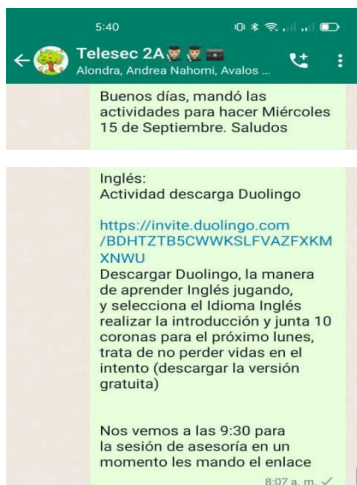 5:40
Telesec 2A
Alondra, Andrea Nahomi, Avalos ...
Buenos días, mandó las
actividades para hacer Miércoles
15 de Septiembre. Saludos
Inglés:
Actividad descarga Duolingo
https://invite.duolingo.com
/BDHTZTB5CWWKSLFVAZFXKM
XNWU
Descargar Duolingo, la manera
de aprender Inglés jugando,
y selecciona el Idioma Inglés
realizar la introducción y junta 10
coronas para el próximo lunes,
trata de no perder vidas en el
intento (descargar la versión
gratuita)
Nos vemos a las 9:30 para
la sesión de asesoría en un
momento les mando el enlace
8:07 a. m.